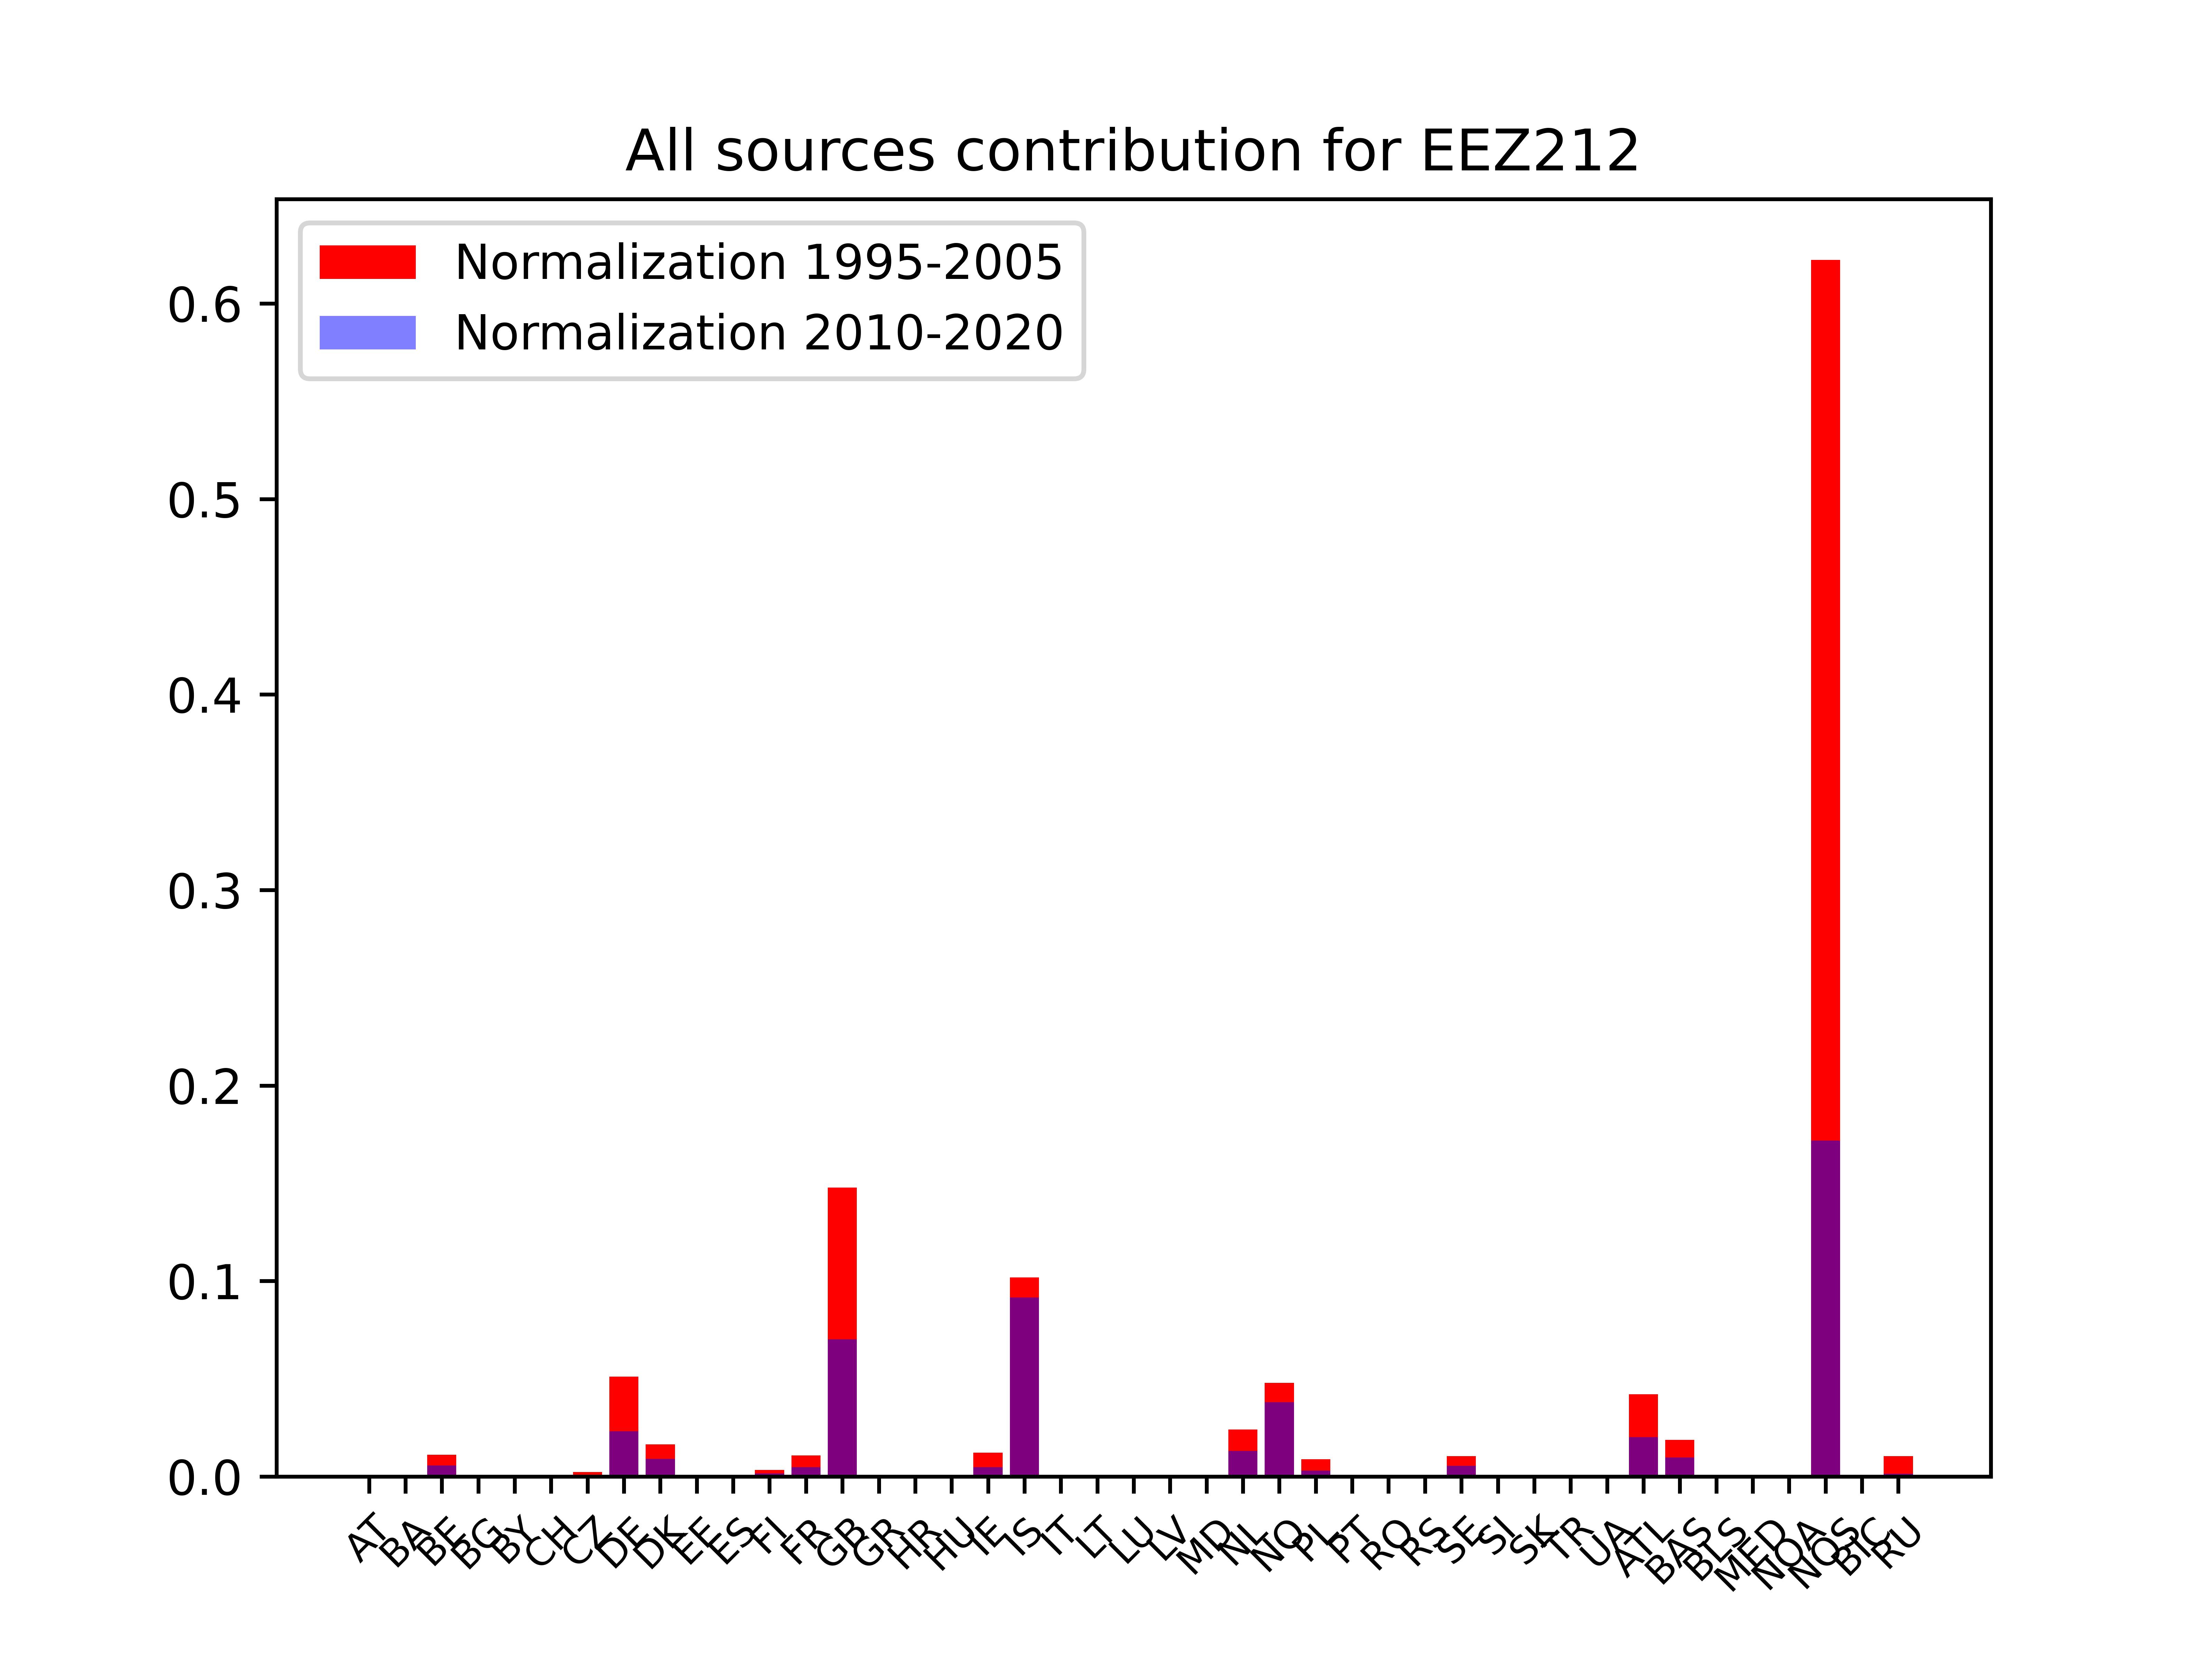 All sources contribution for EEZ212
Normalization 1995-2005
Normalization 2010-2020
0.6
0.5
0.4
0.3
0.2
0.1
0.0
AT
BA
BE
BG
BY
CH
CZ
DE
DK
EE
ES
FI
FR
GB
GR
HR
HU
IE
IS
IT
LT
LU
LV
MD
NL
NO
PL
PT
RO
RS
SE
SI
SK
TR
UA
ATL
BAS
BLS
MED
NOA
NOS
BIC
RU